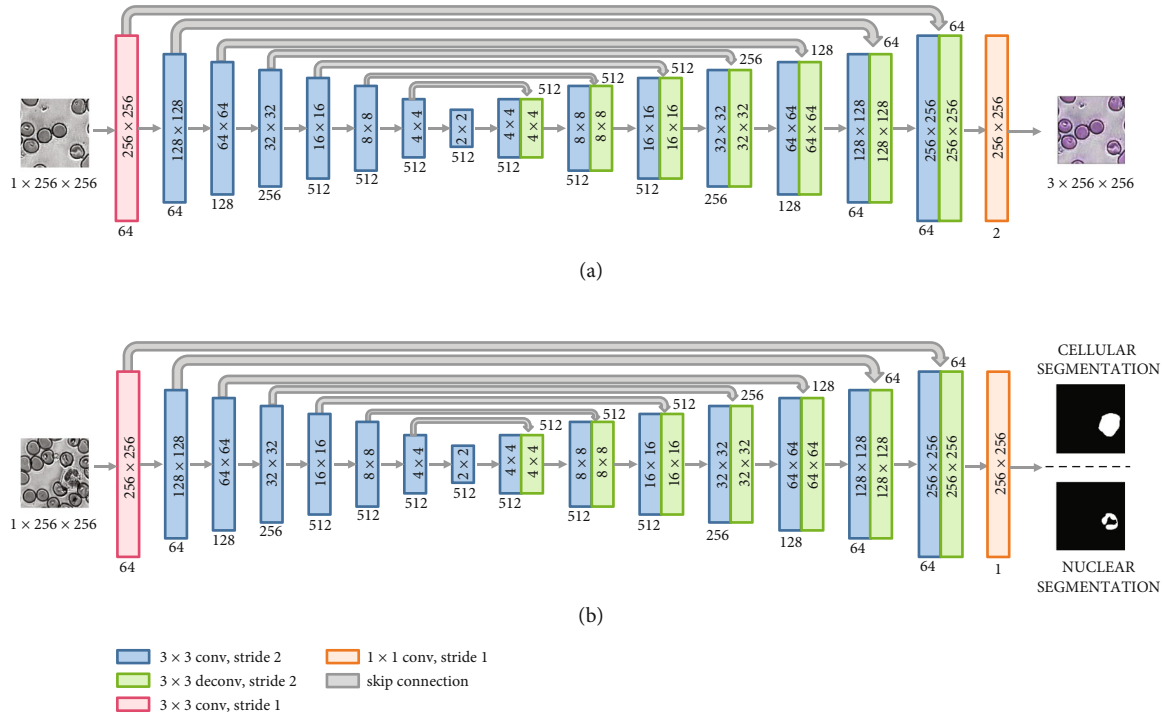 1 × 256 × 256
256 × 256
64
128 × 128
64
64 × 64
128
32 × 32
256
16 × 16
512
8 × 8
512
4 × 4
512
2 × 2
512
4 × 4
4 × 4
512
512
8 × 8
8 × 8
512
512
16 × 16
16 × 16
512
512
32 × 32
32 × 32
256
256
64 × 64
64 × 64
128
128
128 × 128
128 × 128
64
64
256 × 256
256 × 256
64
64
256 × 256
2
3 × 256 × 256
(a)
1 × 256 × 256
256 × 256
64
128 × 128
64
64 × 64
128
32 × 32
256
16 × 16
512
8 × 8
512
4 × 4
512
2 × 2
512
4 × 4
4 × 4
512
512
8 × 8
8 × 8
512
512
16 × 16
16 × 16
512
512
32 × 32
32 × 32
256
256
64 × 64
64 × 64
128
128
128 × 128
128 × 128
64
64
256 × 256
256 × 256
64
64
256 × 256
1
CELLULAR
SEGMENTATION
NUCLEAR
SEGMENTATION
(b)
3 × 3 conv, stride 2
3 × 3 deconv, stride 2
3 × 3 conv, stride 1
1 × 1 conv, stride 1
skip connection